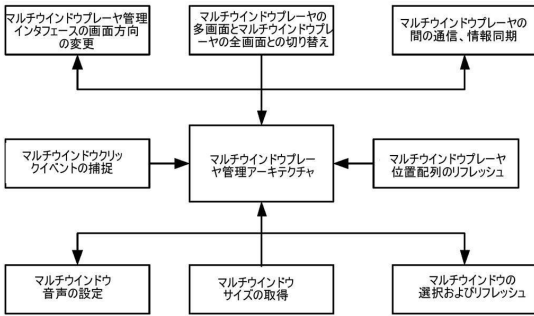 マルチウインドウプレーヤ管理
インタフェースの画面方向
の変更
マルチウインドウプレーヤの
多画面とマルチウインドウプレ
ーヤの全画面との切り替え
マルチウインドウプレーヤの
間の通信、情報同期
マルチウインドウクリッ
クイベントの捕捉
マルチウインドウプレー
ヤ管理アーキテクチャ
マルチウインドウプレーヤ
位置配列のリフレッシュ
マルチウインドウ
音声の設定
マルチウインドウ
サイズの取得
マルチウインドウの
選択およびリフレッシュ